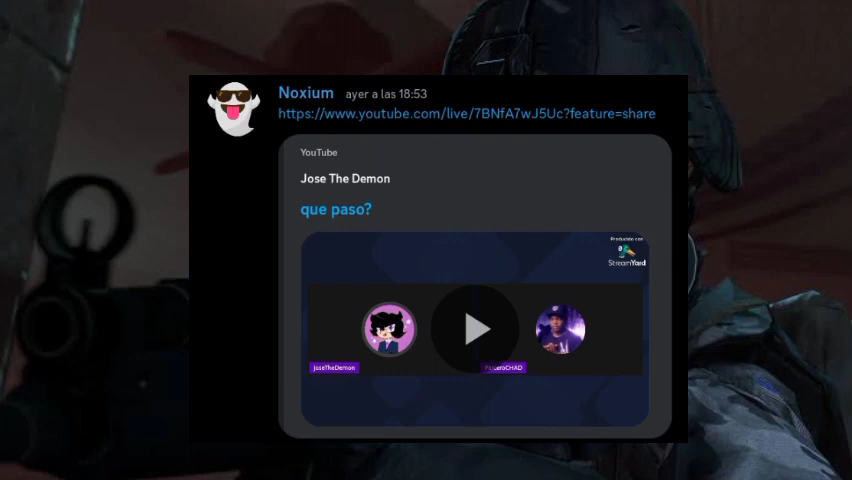 Noxium ayer a las 18:53
https://www.youtube.com/live/7BNfA7wJ5Uc?feature=share
YouTube
Jose The Demon
que paso?
Producido con
StreamYard
JoseTheDemon